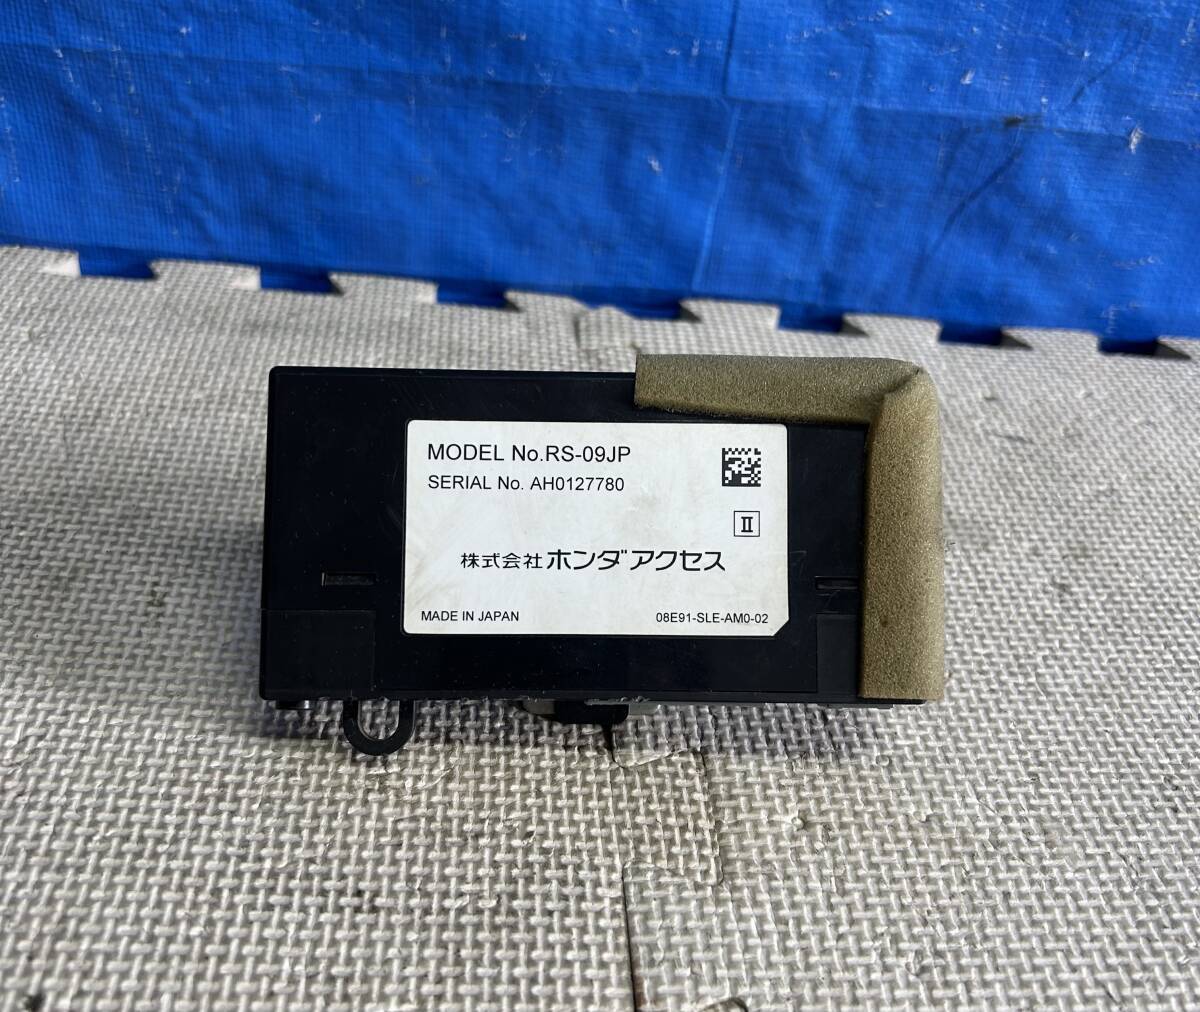 MODEL No.RS-09JP
SERIAL No. AH0127780
II
株式会社 ホンダアクセス
MADE IN JAPAN
08E91-SLE-AM0-02